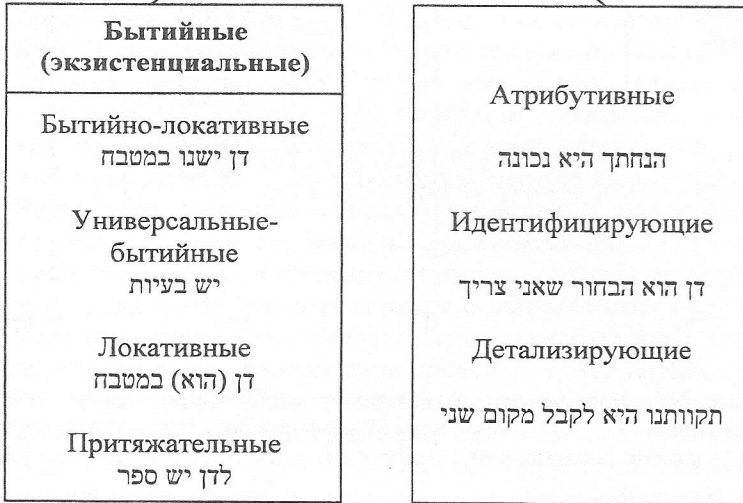 Бытийные
(экзистенциальные)
Бытийно-локативные
דן ישנו במטבח
Универсальные-
бытийные
יש בעיות
Локативные
דן (הוא) במטבח
Притяжательные
לדן יש ספר
Атрибутивные
הנחתך היא נכונה
Идентифицирующие
דן הוא הבחור שאני צריך
Детализирующие
תקוותנו היא לקבל מקום שני